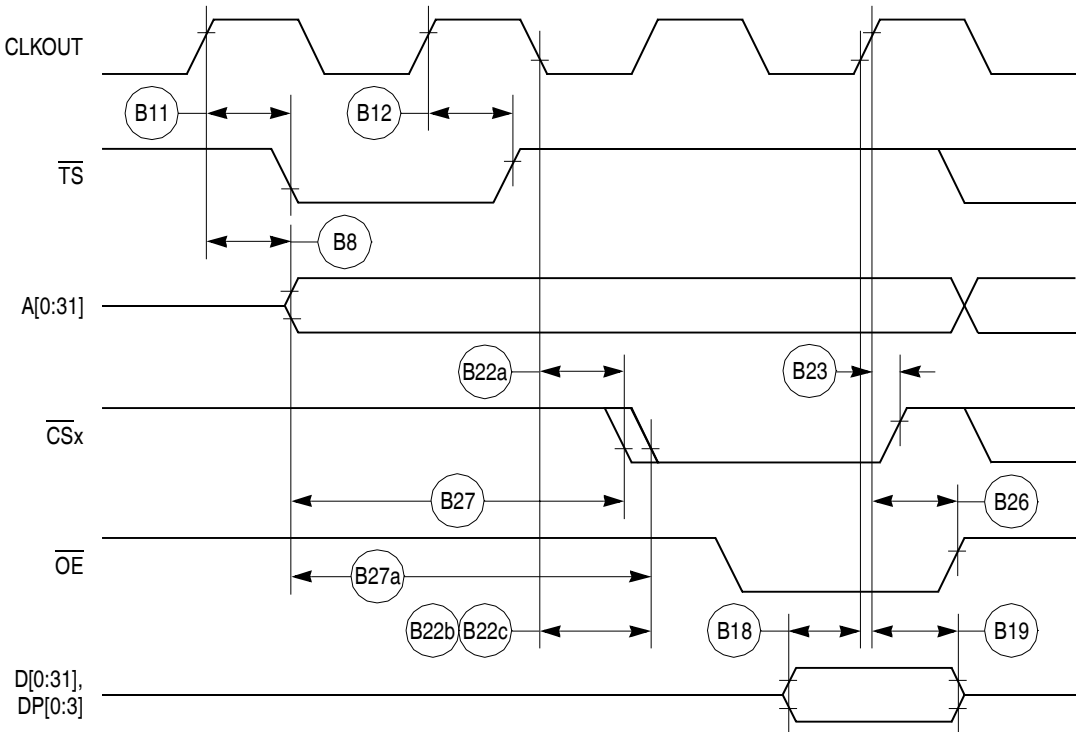 CLKOUT
B11
B12
TS
B8
A[0:31]
B22a
B23
CSx
B27
B26
OE
B27a
B22b B22c
B18
B19
D[0:31],
DP[0:3]